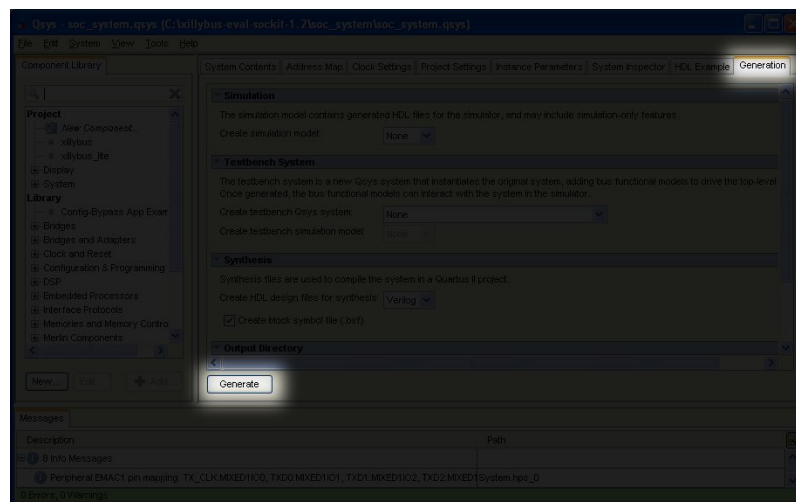 Qsys - soc_system.qsys (C:\xillybus-eval-sockit-1.2\soc_system\soc_system.qsys)
File Edit System View Tools Help
Component Library
System Contents Address Map Clock Settings Project Settings Instance Parameters System Inspector HDL Example Generation
Project
New Component...
xillybus
xillybus_lite
Display
System
Library
Config-Bypass App Exam
Bridges
Bridges and Adapters
Clock and Reset
Configuration & Programming
DSP
Embedded Processors
Interface Protocols
Memories and Memory Contro
Merlin Components
New... Edit... Add...
Simulation
The simulation model contains generated HDL files for the simulator, and may include simulation-only features.
Create simulation model: None
Testbench System
The testbench system is a new Qsys system that instantiates the original system, adding bus functional models to drive the top-level
Once generated, the bus functional models can interact with the system in the simulator.
Create testbench Qsys system: None
Create testbench simulation model: None
Synthesis
Synthesis files are used to compile the system in a Quartus II project.
Create HDL design files for synthesis: Verilog
Create block symbol file (.bsf)
Output Directory
Generate
Messages
Description Path
8 Info Messages
Peripheral EMAC1 pin mapping: TX_CLK:MIXED1IO0, TXD0:MIXED1IO1, TXD1:MIXED1IO2, TXD2:MIXED1 System.hps_0
0 Errors, 0 Warnings